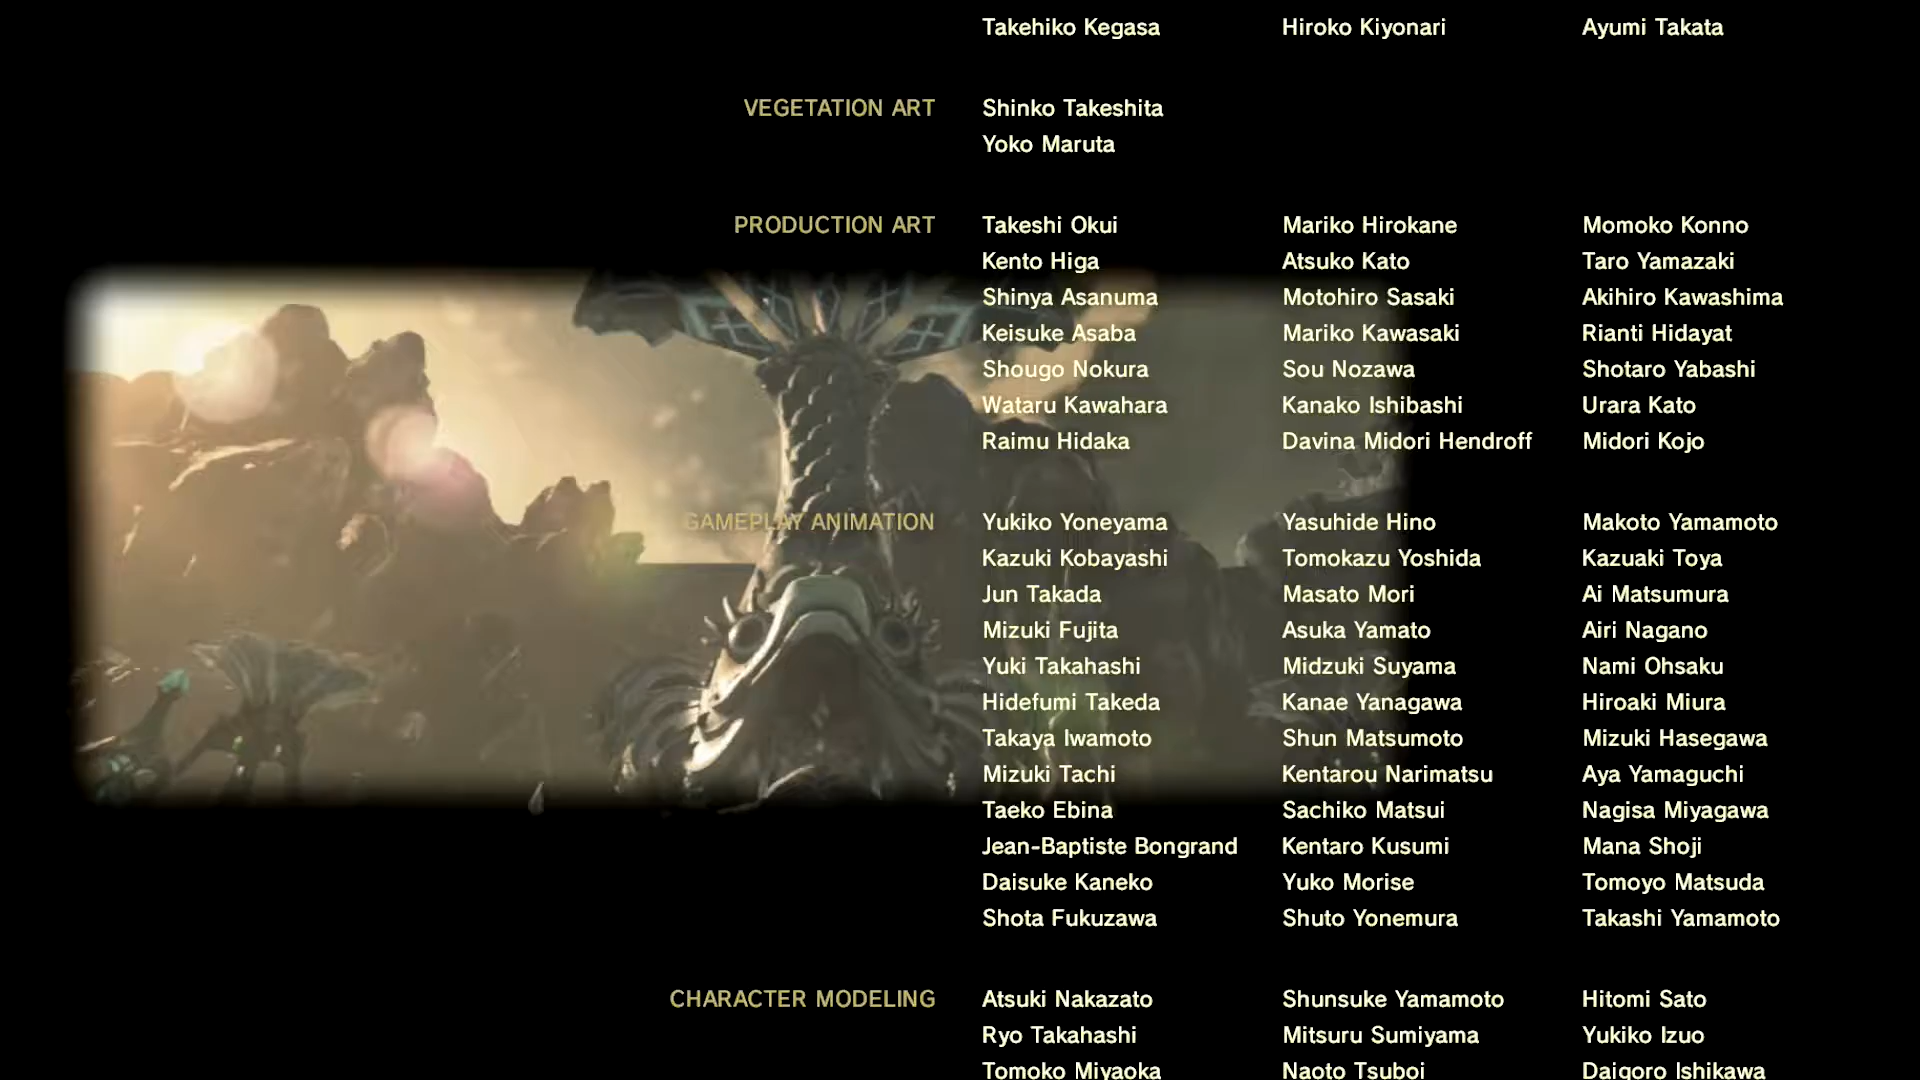 Takehiko Kegasa Hiroko Kiyonari Ayumi Takata
VEGETATION ART Shinko Takeshita
Yoko Maruta
PRODUCTION ART Takeshi Okui Mariko Hirokane Momoko Konno
Kento Higa Atsuko Kato Taro Yamazaki
Shinya Asanuma Motohiro Sasaki Akihiro Kawashima
Keisuke Asaba Mariko Kawasaki Rianti Hidayat
Shougo Nokura Sou Nozawa Shotaro Yabashi
Wataru Kawahara Kanako Ishibashi Urara Kato
Raimu Hidaka Davina Midori Hendroff Midori Kojo
GAMEPLAY ANIMATION Yukiko Yoneyama Yasuhide Hino Makoto Yamamoto
Kazuki Kobayashi Tomokazu Yoshida Kazuaki Toya
Jun Takada Masato Mori Ai Matsumura
Mizuki Fujita Asuka Yamato Airi Nagano
Yuki Takahashi Midzuki Suyama Nami Ohsaku
Hidefumi Takeda Kanae Yanagawa Hiroaki Miura
Takaya Iwamoto Shun Matsumoto Mizuki Hasegawa
Mizuki Tachi Kentarou Narimatsu Aya Yamaguchi
Taeko Ebina Sachiko Matsui Nagisa Miyagawa
Jean-Baptiste Bongrand Kentaro Kusumi Mana Shoji
Daisuke Kaneko Yuko Morise Tomoyo Matsuda
Shota Fukuzawa Shuto Yonemura Takashi Yamamoto
CHARACTER MODELING Atsuki Nakazato Shunsuke Yamamoto Hitomi Sato
Ryo Takahashi Mitsuru Sumiyama Yukiko Izuo
Tomoko Miyaoka Naoto Tsuboi Daigoro Ishikawa